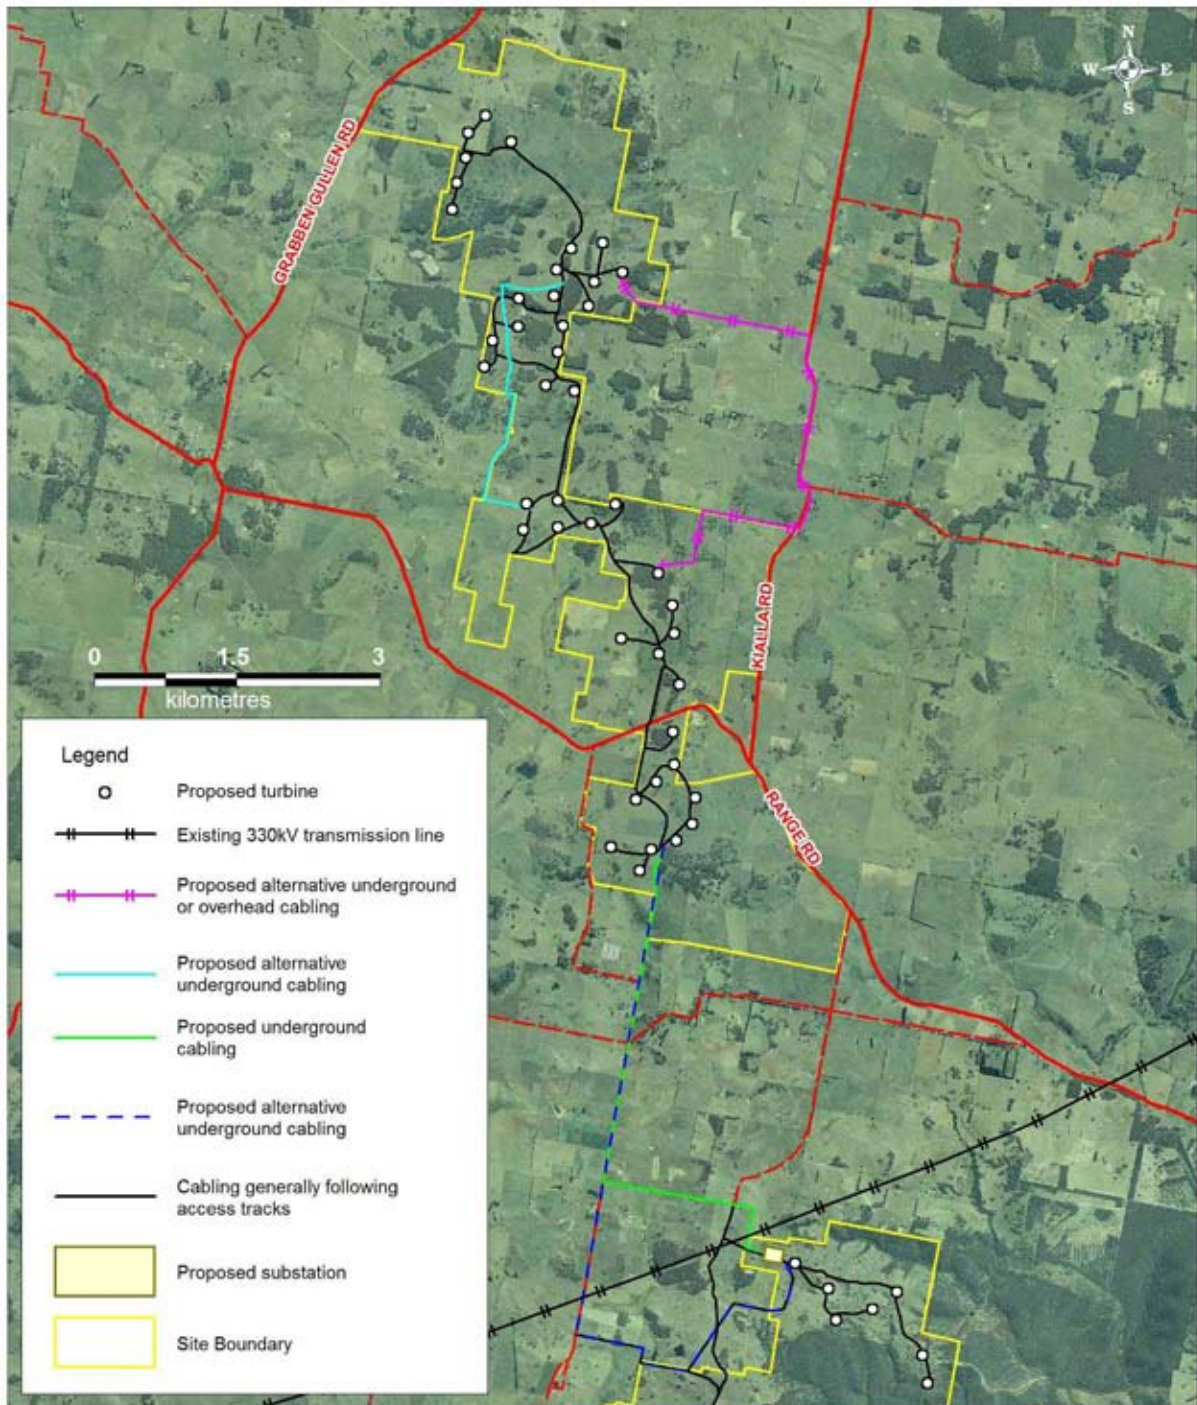 N
W E
S
GRABBEN GULLEN RD
KIALLA RD
0 1.5 3
kilometres
RANGE RD
Legend
Proposed turbine
Existing 330kV transmission line
Proposed alternative underground
or overhead cabling
Proposed alternative
underground cabling
Proposed underground
cabling
Proposed alternative
underground cabling
Cabling generally following
access tracks
Proposed substation
Site Boundary